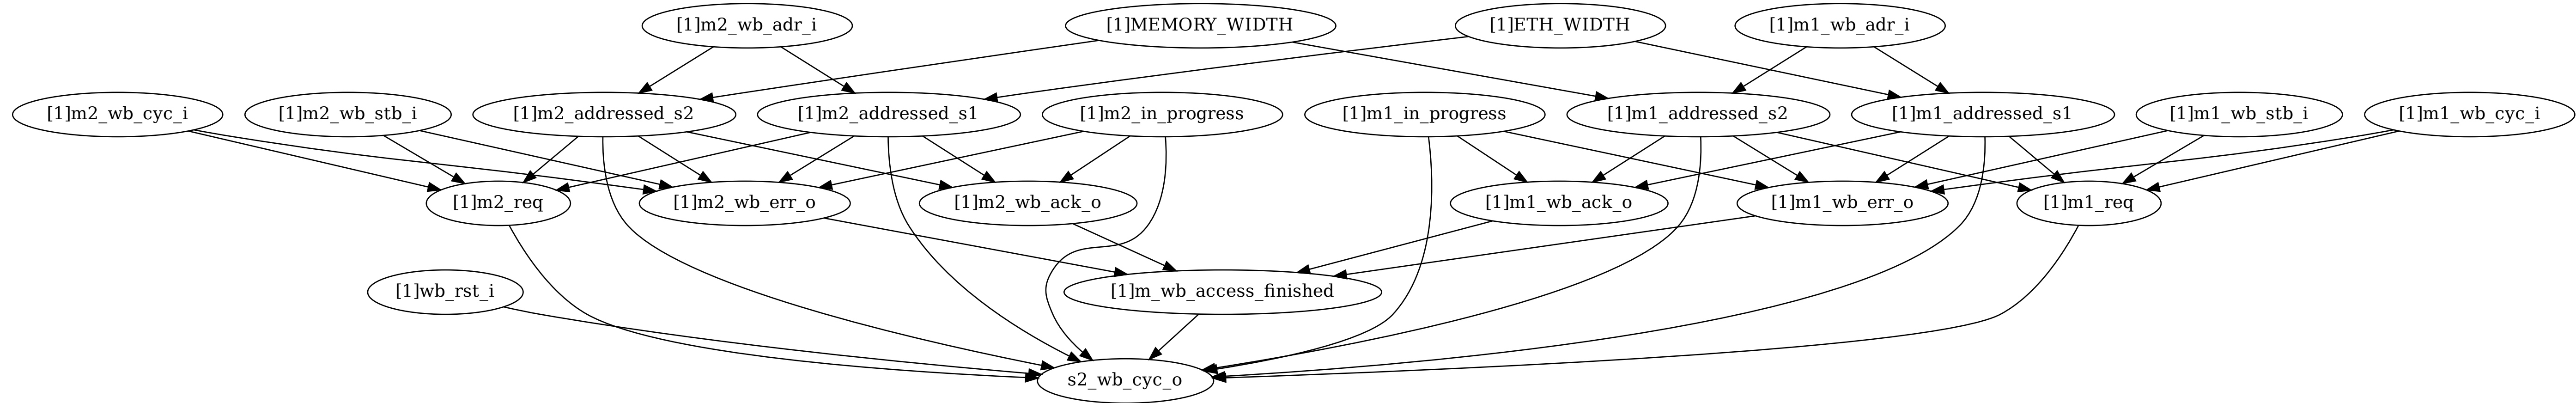 [1]m2_wb_adr_i
[1]MEMORY_WIDTH
[1]ETH_WIDTH
[1]m1_wb_adr_i
[1]m2_wb_cyc_i
[1]m2_wb_stb_i
[1]m2_addressed_s2
[1]m2_addressed_s1
[1]m2_in_progress
[1]m1_in_progress
[1]m1_addressed_s2
[1]m1_addressed_s1
[1]m1_wb_stb_i
[1]m1_wb_cyc_i
[1]m2_req
[1]m2_wb_err_o
[1]m2_wb_ack_o
[1]m1_wb_ack_o
[1]m1_wb_err_o
[1]m1_req
[1]wb_rst_i
[1]m_wb_access_finished
s2_wb_cyc_o